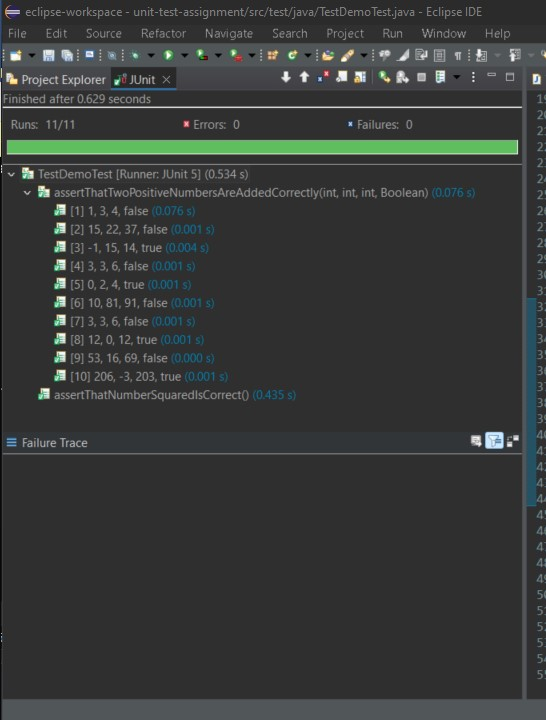 eclipse-workspace - unit-test-assignment/src/test/java/TestDemoTest.java - Eclipse IDE
File Edit Source Refactor Navigate Search Project Run Window Help
Project Explorer JUnit
Finished after 0.629 seconds
Runs: 11/11 Errors: 0 Failures: 0
TestDemoTest [Runner: JUnit 5] (0.534 s)
assertThatTwoPositiveNumbersAreAddedCorrectly(int, int, int, Boolean) (0.076 s)
[1] 1, 3, 4, false (0.076 s)
[2] 15, 22, 37, false (0.001 s)
[3] -1, 15, 14, true (0.004 s)
[4] 3, 3, 6, false (0.001 s)
[5] 0, 2, 4, true (0.001 s)
[6] 10, 81, 91, false (0.001 s)
[7] 3, 3, 6, false (0.001 s)
[8] 12, 0, 12, true (0.001 s)
[9] 53, 16, 69, false (0.000 s)
[10] 206, -3, 203, true (0.001 s)
assertThatNumberSquaredIsCorrect() (0.435 s)
Failure Trace